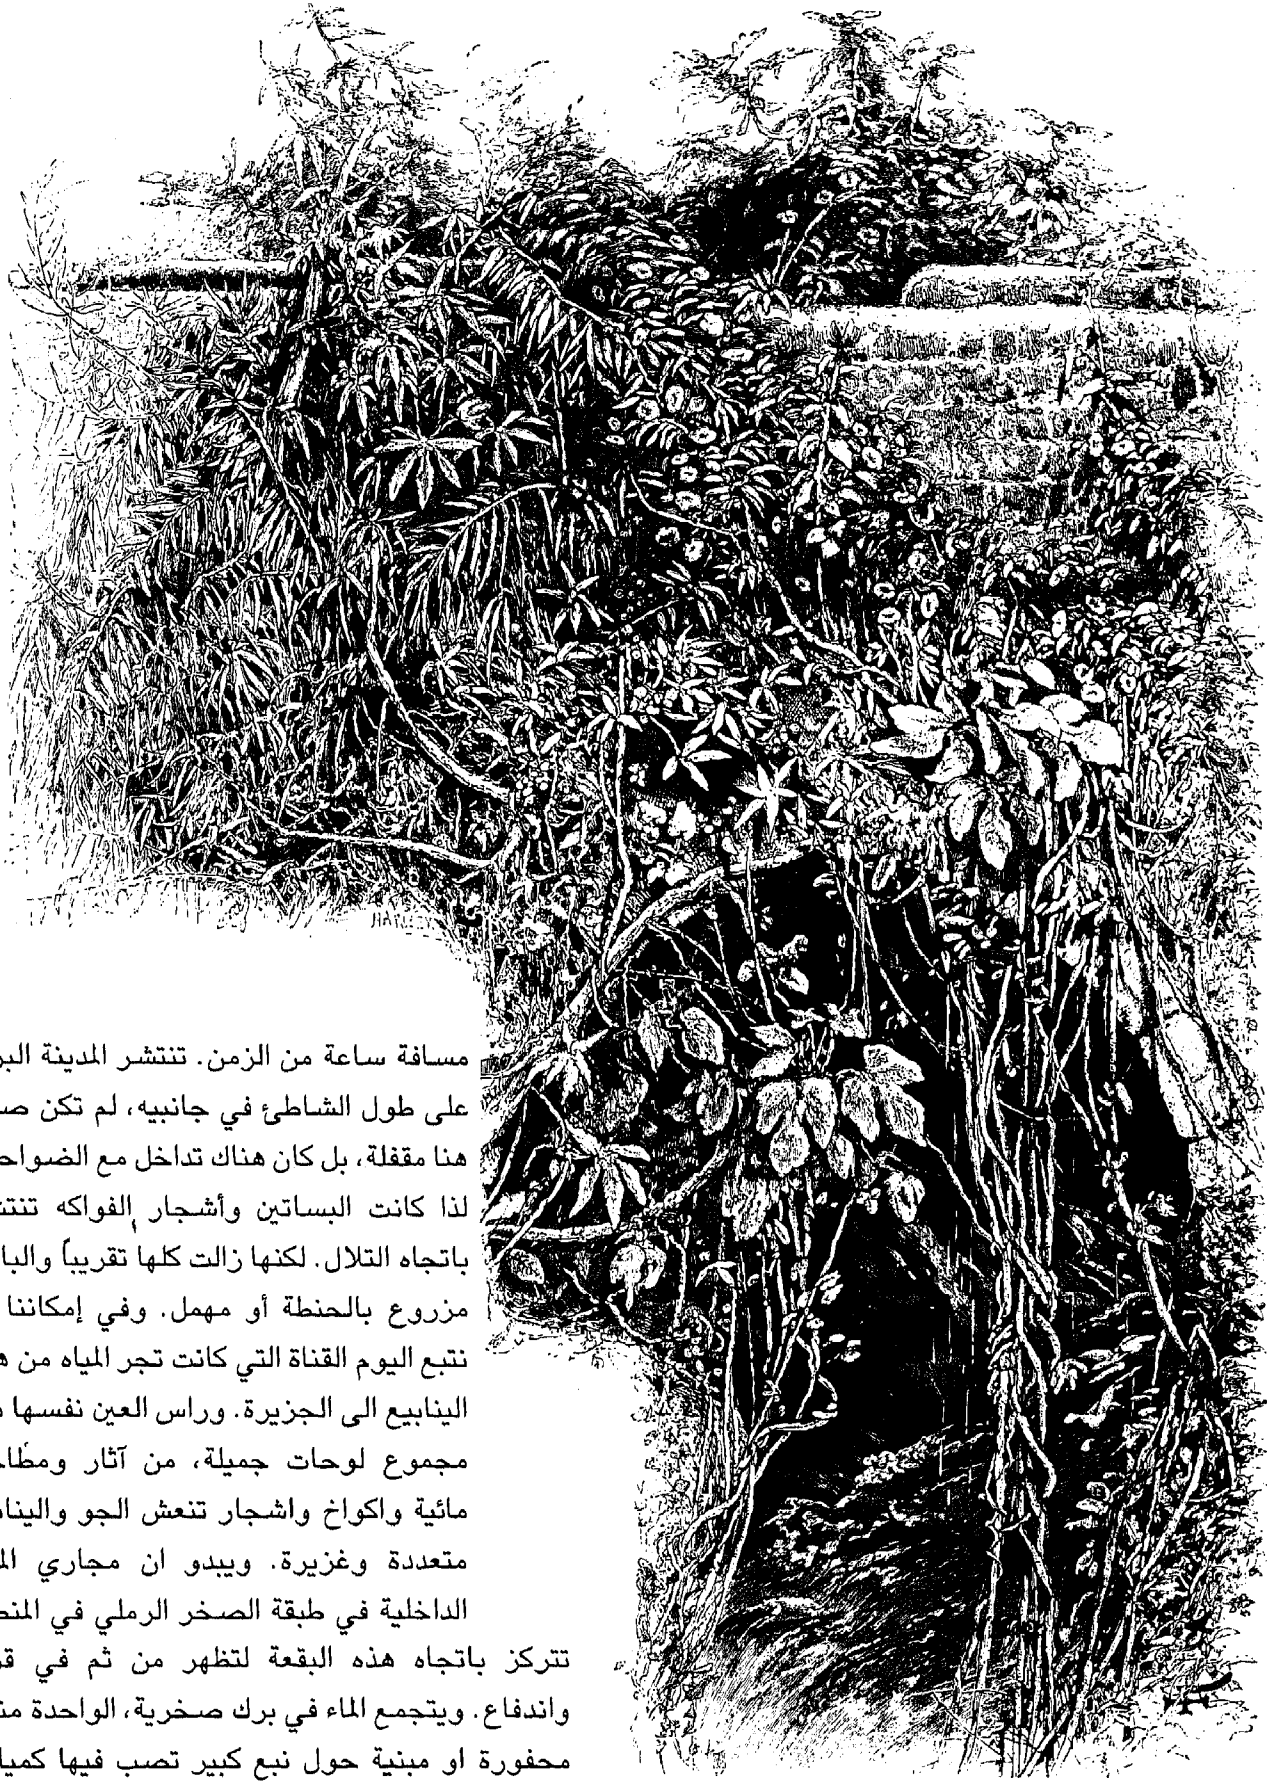 مسافة ساعة من الزمن. تنتشر المدينة
على طول الشاطئ في جانبيه، لم تكن
هنا مقفلة، بل كان هناك تداخل مع
لذا كانت البساتين وأشجار الفواكه
باتجاه التلال. لكنها زالت كلها تقريباً
مزروع بالحنطة أو مهمل. وفي إمكاننا
نتبع اليوم القناة التي كانت تجر المياه من
الينابيع الى الجزيرة. وراس العين نفسها
مجموع لوحات جميلة، من آثار
مائية واكواخ واشجار تنعش الجو
متعددة وغزيرة. ويبدو ان مجاري
الداخلية في طبقة الصخر الرملي في
تتركز باتجاه هذه البقعة لتظهر من ثم في
واندفاع. ويتجمع الماء في برك صخرية، الواحدة
محفورة او مبنية حول نبع كبير تصب فيها